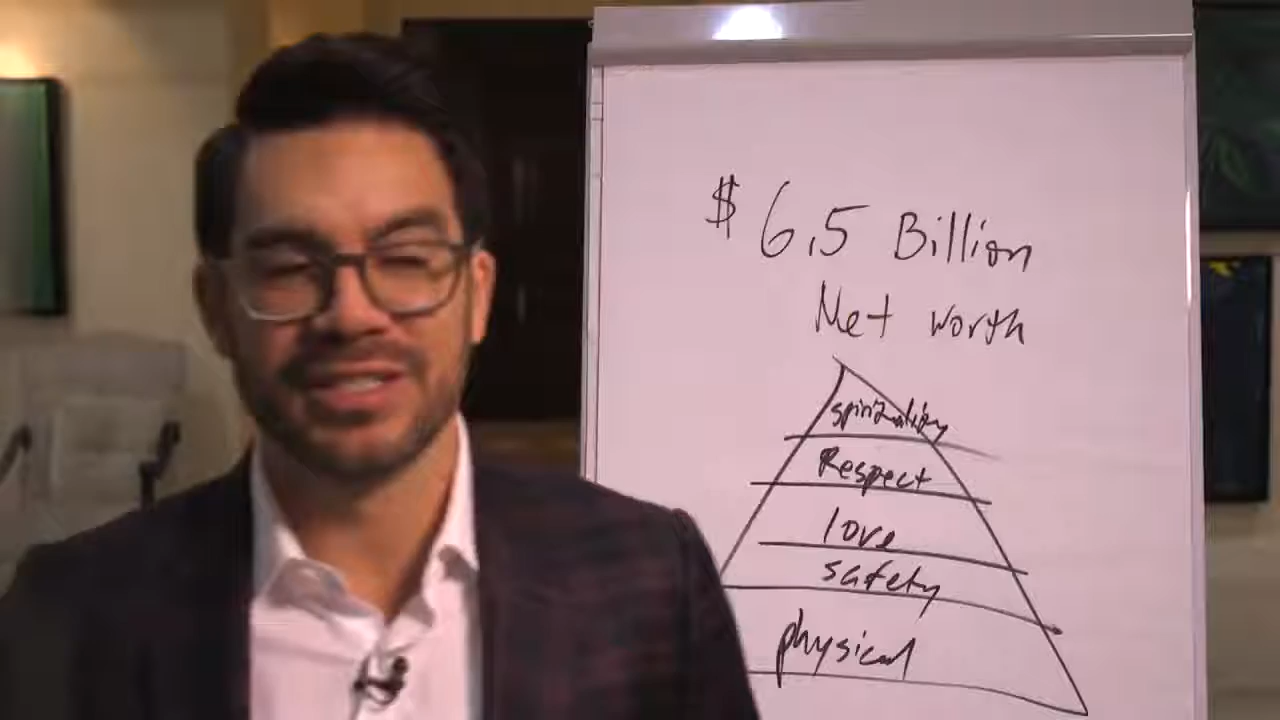 $ 6.5 Billion
Net worth
spirituality
Respect
love
safety
physical